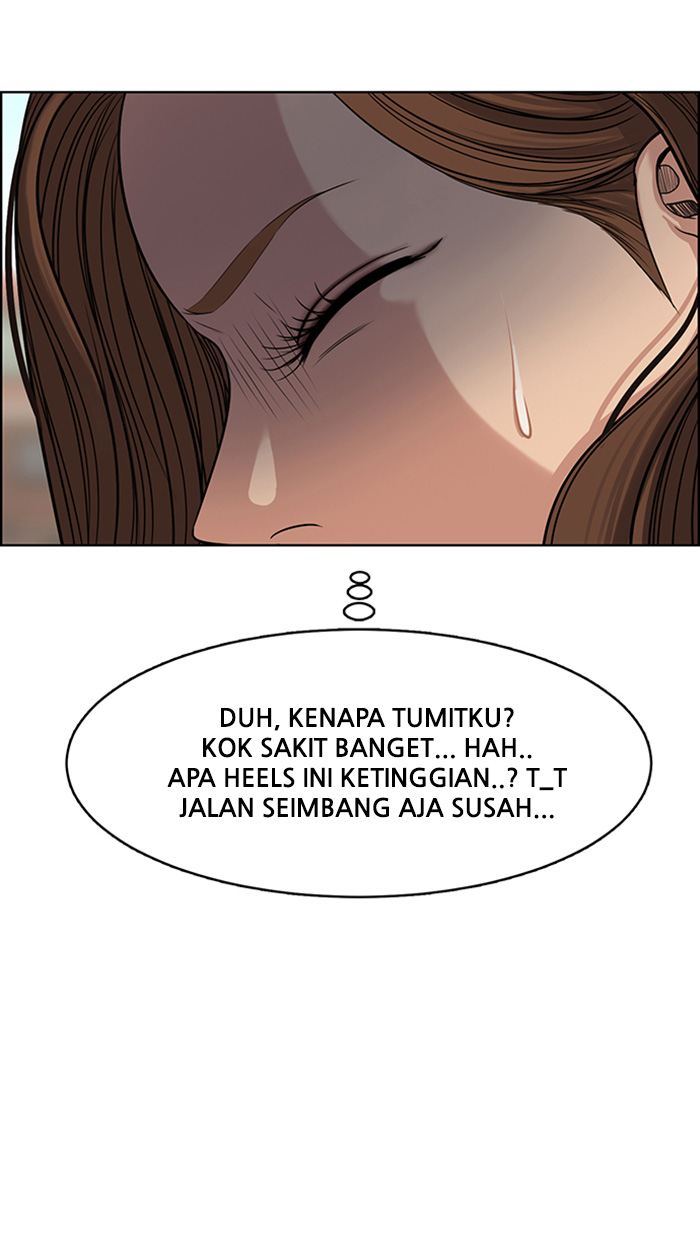 DUH, KENAPA TUMITKU?
KOK SAKIT BANGET... HAH..
APA HEELS INI KETINGGIAN..? T_T
JALAN SEIMBANG AJA SUSAH...